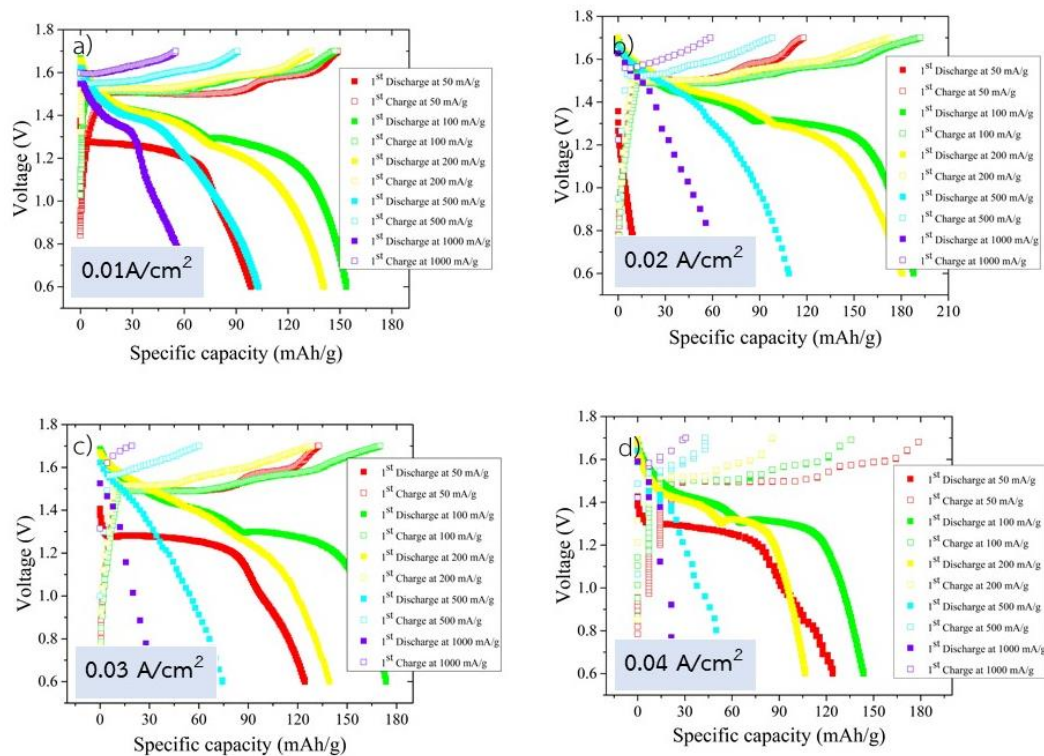 a)
1.8
1.6
1.4
1.2
1.0
0.8
0.6
Voltage (V)
1st Discharge at 50 mA/g
1st Charge at 50 mA/g
1st Discharge at 100 mA/g
1st Charge at 100 mA/g
1st Discharge at 200 mA/g
1st Charge at 200 mA/g
1st Discharge at 500 mA/g
1st Charge at 500 mA/g
1st Discharge at 1000 mA/g
1st Charge at 1000 mA/g
0.01A/cm2
0 30 60 90 120 150 180
Specific capacity (mAh/g)
b)
1.8
1.6
1.4
1.2
1.0
0.8
0.6
Voltage (V)
1st Discharge at 50 mA/g
1st Charge at 50 mA/g
1st Discharge at 100 mA/g
1st Charge at 100 mA/g
1st Discharge at 200 mA/g
1st Charge at 200 mA/g
1st Discharge at 500 mA/g
1st Charge at 500 mA/g
1st Discharge at 1000 mA/g
1st Charge at 1000 mA/g
0.02 A/cm2
0 30 60 90 120 150 180 210
Specific capacity (mAh/g)
c)
1.8
1.6
1.4
1.2
1.0
0.8
0.6
Voltage (V)
1st Discharge at 50 mA/g
1st Charge at 50 mA/g
1st Discharge at 100 mA/g
1st Charge at 100 mA/g
1st Discharge at 200 mA/g
1st Charge at 200 mA/g
1st Discharge at 500 mA/g
1st Charge at 500 mA/g
1st Discharge at 1000 mA/g
1st Charge at 1000 mA/g
0.03 A/cm2
0 30 60 90 120 150 180
Specific capacity (mAh/g)
d)
1.8
1.6
1.4
1.2
1.0
0.8
0.6
Voltage (V)
1st Discharge at 50 mA/g
1st Charge at 50 mA/g
1st Discharge at 100 mA/g
1st Charge at 100 mA/g
1st Discharge at 200 mA/g
1st Charge at 200 mA/g
1st Discharge at 500 mA/g
1st Charge at 500 mA/g
1st Discharge at 1000 mA/g
1st Charge at 1000 mA/g
0.04 A/cm2
0 30 60 90 120 150 180
Specific capacity (mAh/g)